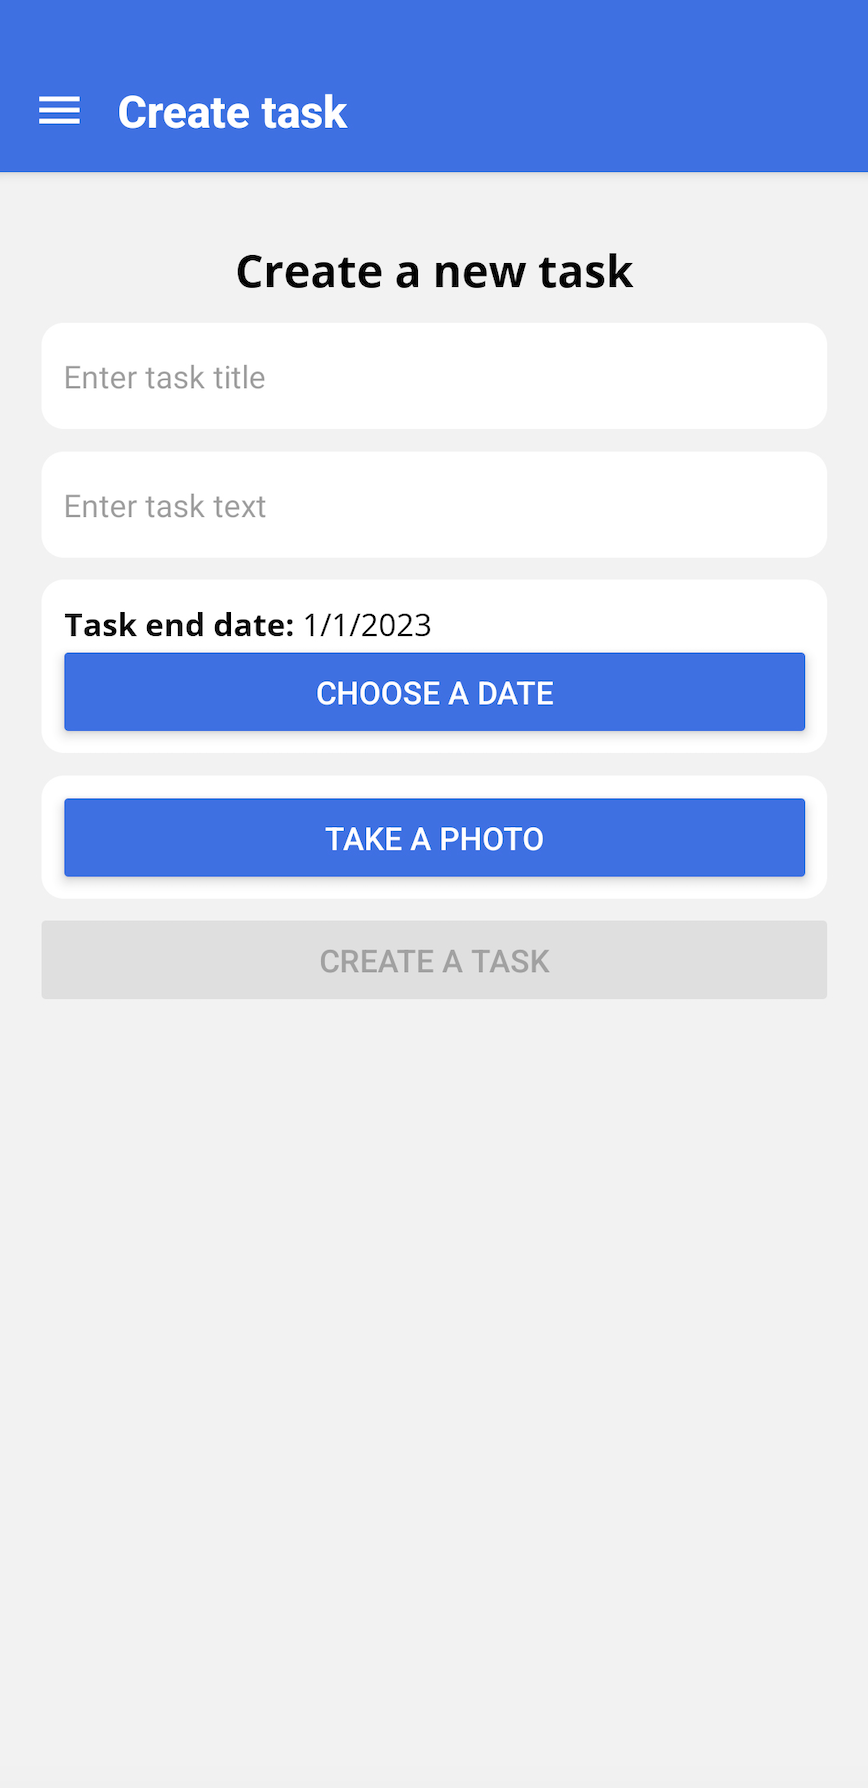 Create task
Create a new task
Enter task title
Enter task text
Task end date: 1/1/2023
CHOOSE A DATE
TAKE A PHOTO
CREATE A TASK